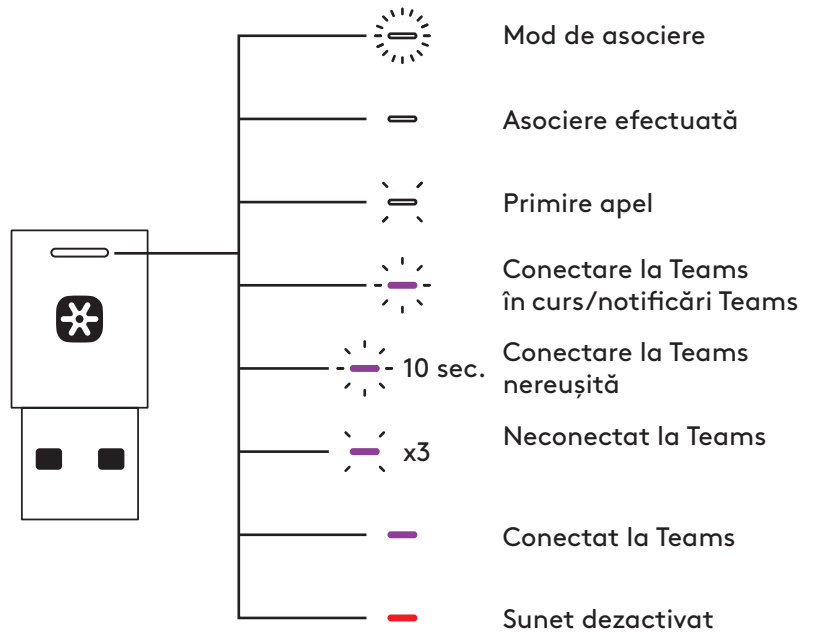 Mod de asociere
Asociere efectuată
Primire apel
Conectare la Teams
în curs/notificări Teams
10 sec.
Conectare la Teams
nereușită
x3
Neconectat la Teams
Conectat la Teams
Sunet dezactivat